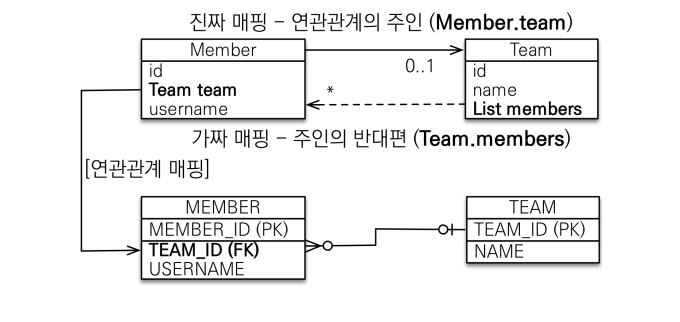 진짜 매핑 - 연관관계의 주인 (Member.team)
Member
id
Team team
username
0..1
*
Team
id
name
List members
가짜 매핑 - 주인의 반대편 (Team.members)
[연관관계 매핑]
MEMBER
MEMBER_ID (PK)
TEAM_ID (FK)
USERNAME
TEAM
TEAM_ID (PK)
NAME